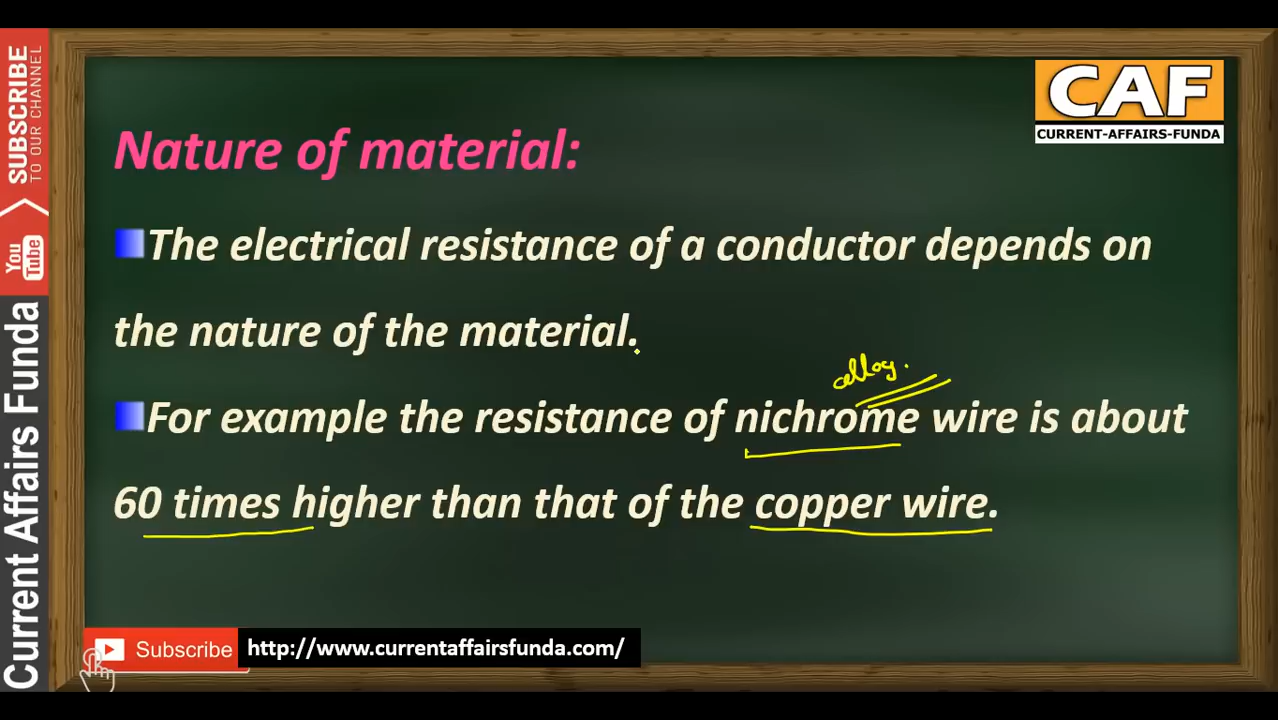 SUBSCRIBE
TO OUR CHANNEL
You
Tube
Current Affairs Funda
CAF
CURRENT-AFFAIRS-FUNDA
Nature of material:
The electrical resistance of a conductor depends on
the nature of the material.
alloy.
For example the resistance of nichrome wire is about
60 times higher than that of the copper wire.
Subscribe
http://www.currentaffairsfunda.com/